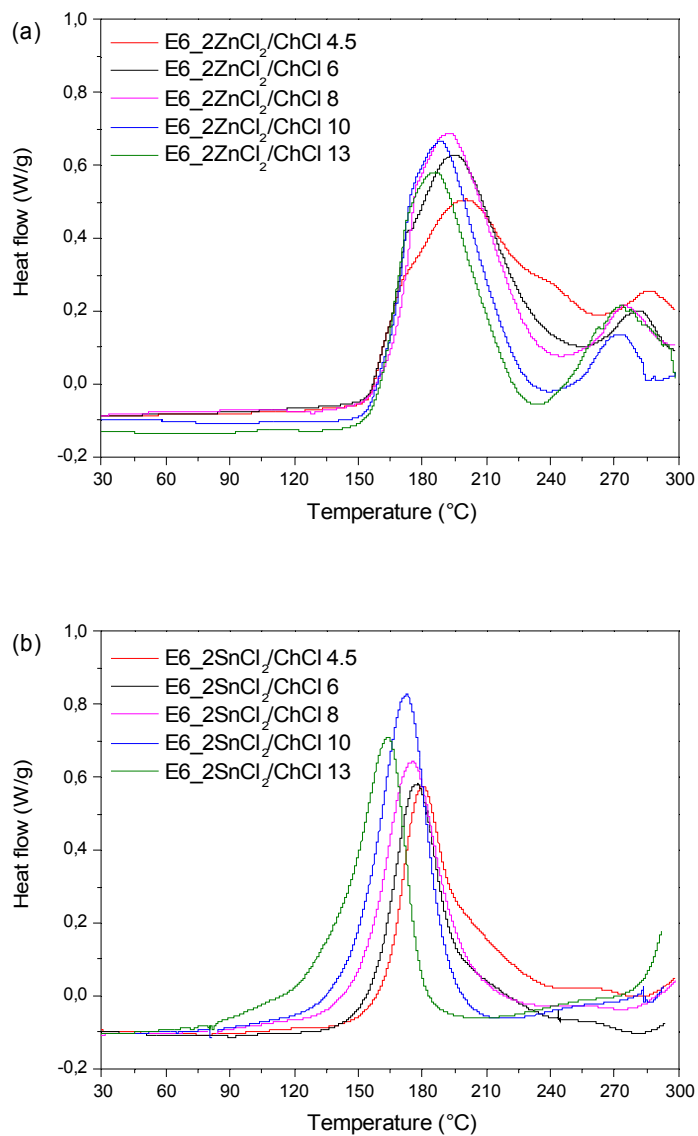 (a)
1,0
0,8
0,6
0,4
0,2
0,0
-0,2
Heat flow (W/g)
E6_2ZnCl₂/ChCl 4.5
E6_2ZnCl₂/ChCl 6
E6_2ZnCl₂/ChCl 8
E6_2ZnCl₂/ChCl 10
E6_2ZnCl₂/ChCl 13
30 60 90 120 150 180 210 240 270 300
Temperature (°C)
(b)
1,0
0,8
0,6
0,4
0,2
0,0
-0,2
Heat flow (W/g)
E6_2SnCl₂/ChCl 4.5
E6_2SnCl₂/ChCl 6
E6_2SnCl₂/ChCl 8
E6_2SnCl₂/ChCl 10
E6_2SnCl₂/ChCl 13
30 60 90 120 150 180 210 240 270 300
Temperature (°C)